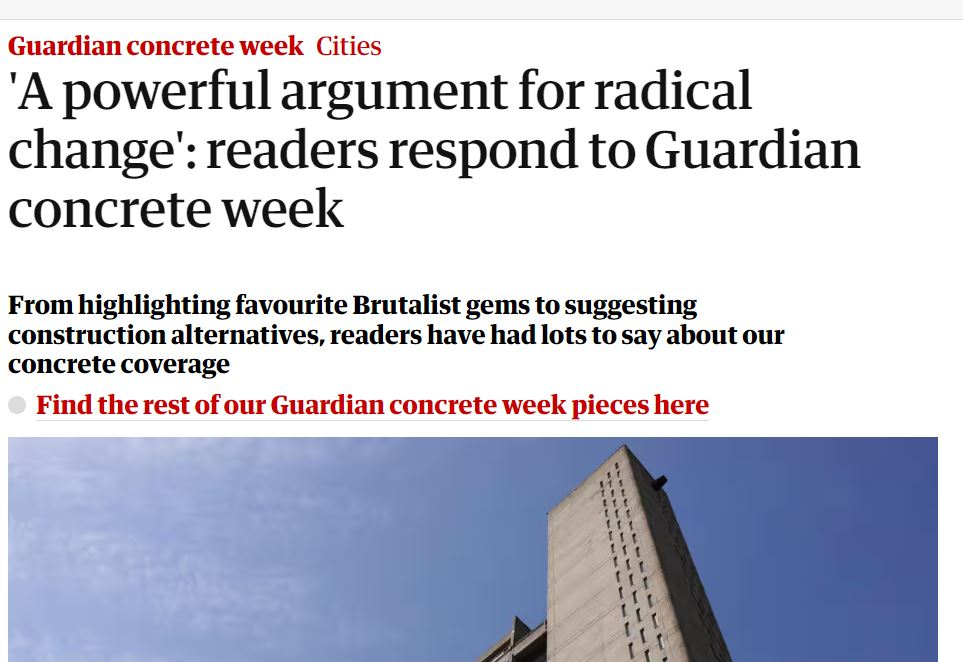 Guardian concrete week Cities
'A powerful argument for radical
change': readers respond to Guardian
concrete week
From highlighting favourite Brutalist gems to suggesting
construction alternatives, readers have had lots to say about our
concrete coverage
Find the rest of our Guardian concrete week pieces here